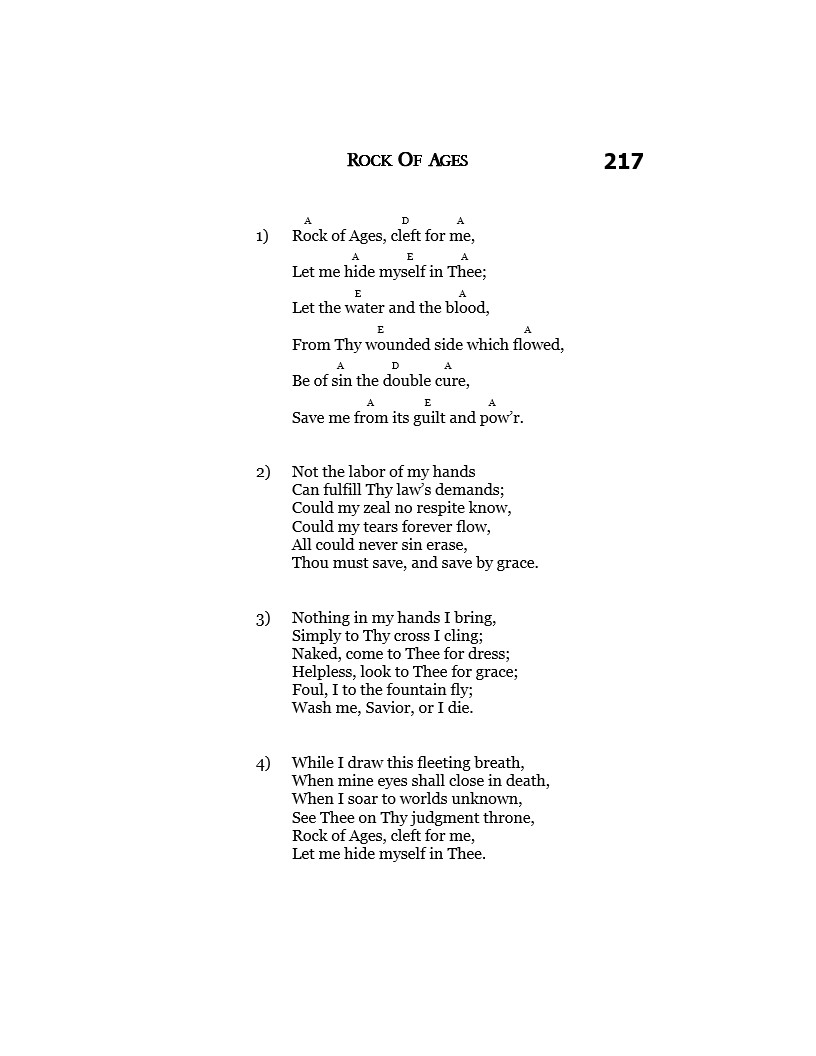 ROCK OF AGES 217
A D A
1) Rock of Ages, cleft for me,
A E A
Let me hide myself in Thee;
E A
Let the water and the blood,
E A
From Thy wounded side which flowed,
A D A
Be of sin the double cure,
A E A
Save me from its guilt and pow’r.
2) Not the labor of my hands
Can fulfill Thy law’s demands;
Could my zeal no respite know,
Could my tears forever flow,
All could never sin erase,
Thou must save, and save by grace.
3) Nothing in my hands I bring,
Simply to Thy cross I cling;
Naked, come to Thee for dress;
Helpless, look to Thee for grace;
Foul, I to the fountain fly;
Wash me, Savior, or I die.
4) While I draw this fleeting breath,
When mine eyes shall close in death,
When I soar to worlds unknown,
See Thee on Thy judgment throne,
Rock of Ages, cleft for me,
Let me hide myself in Thee.